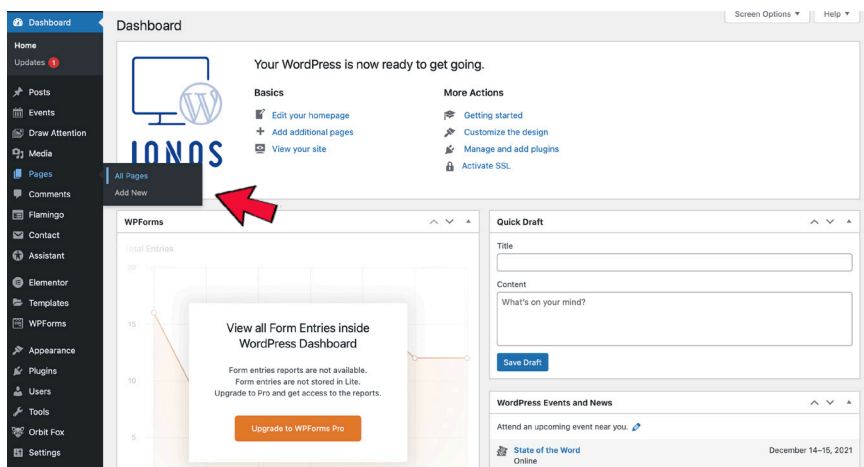 Dashboard
Home
Updates 1
Posts
Events
Draw Attention
Media
Pages
Comments
Flamingo
Contact
Assistant
Elementor
Templates
WPForms
Appearance
Plugins
Users
Tools
Orbit Fox
Settings
All Pages
Add New
Screen Options ▼
Help ▼
Dashboard
Your WordPress is now ready to get going.
Basics
Edit your homepage
Add additional pages
View your site
More Actions
Getting started
Customize the design
Manage and add plugins
Activate SSL
IONOS
WPForms
Total Entries
20
15
10
5
View all Form Entries inside
WordPress Dashboard
Form entries reports are not available.
Form entries are not stored in Lite.
Upgrade to Pro and get access to the reports.
Upgrade to WPForms Pro
Quick Draft
Title
Content
What's on your mind?
Save Draft
WordPress Events and News
Attend an upcoming event near you.
State of the Word
Online
December 14–15, 2021